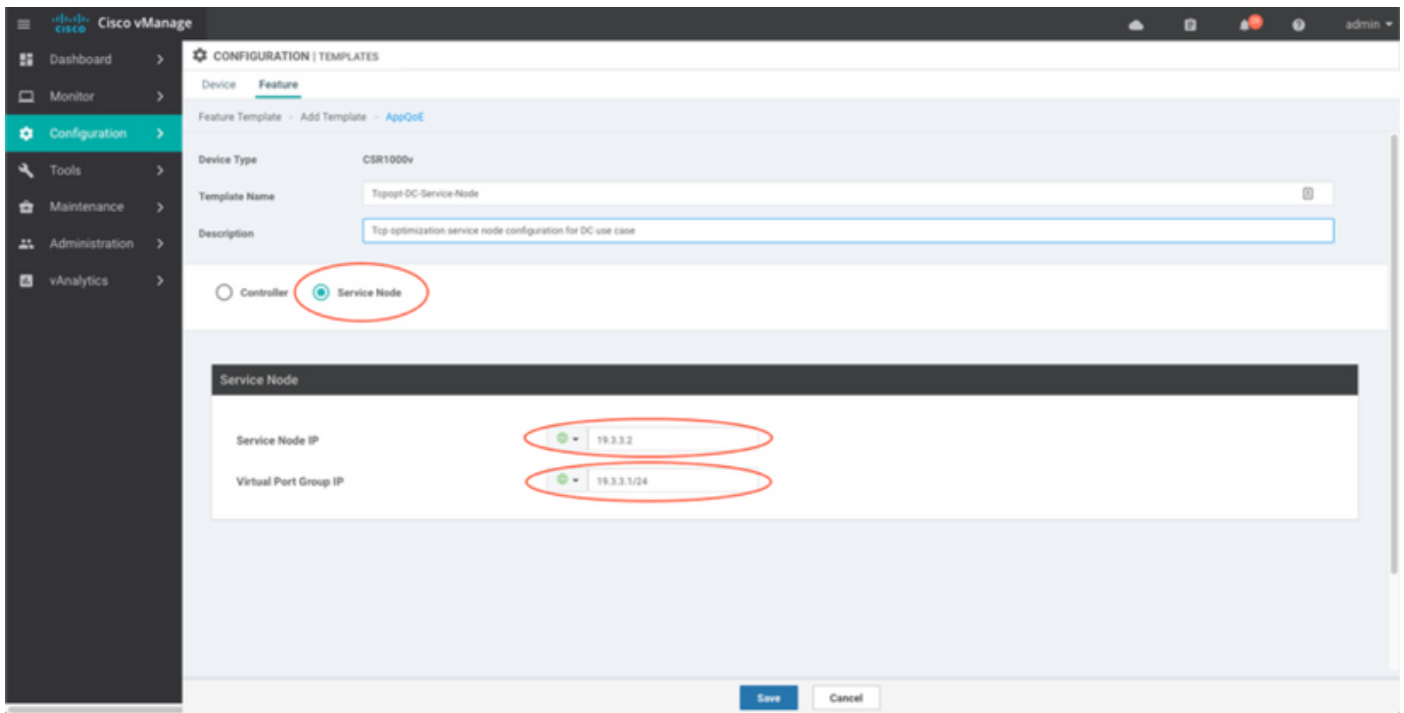 CISCO Cisco vManage
admin
Dashboard
Monitor
Configuration
Tools
Maintenance
Administration
vAnalytics
CONFIGURATION | TEMPLATES
Device Feature
Feature Template > Add Template > AppQoE
Device Type CSR1000v
Template Name Tcpopt-DC-Service-Node
Description Tcp optimization service node configuration for DC use case
Controller Service Node
Service Node
Service Node IP 19.3.3.2
Virtual Port Group IP 19.3.3.1/24
Save Cancel